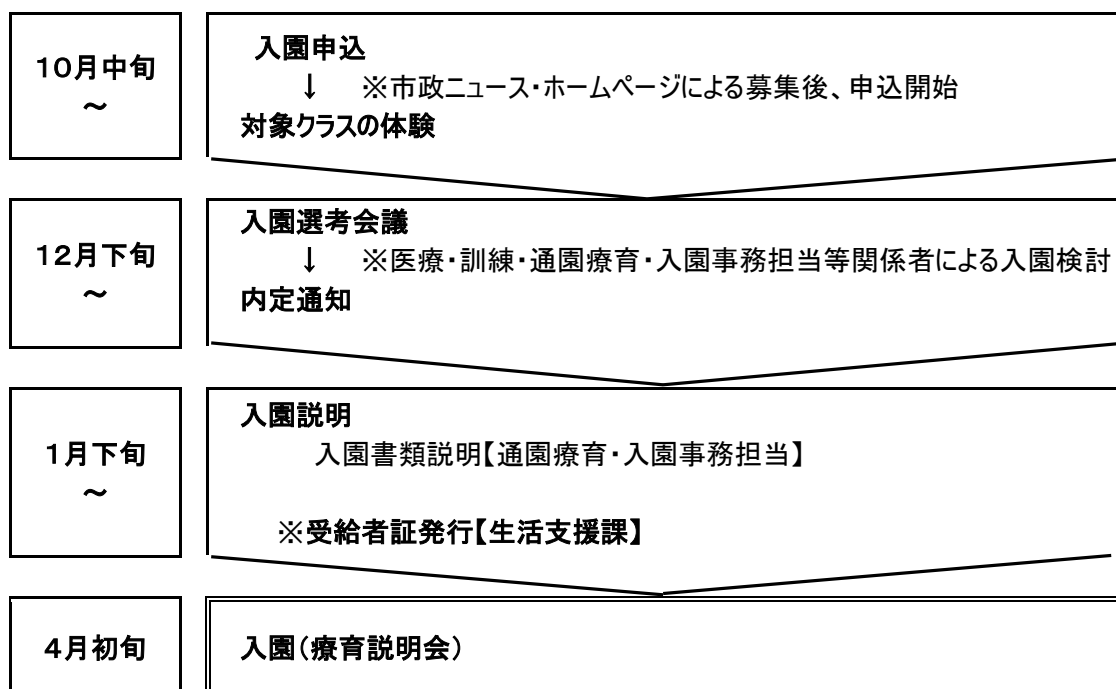 10月中旬
～
入園申込
↓ ※市政ニュース・ホームページによる募集後、申込開始
対象クラスの体験
12月下旬
～
入園選考会議
↓ ※医療・訓練・通園療育・入園事務担当等関係者による入園検討
内定通知
1月下旬
～
入園説明
入園書類説明【通園療育・入園事務担当】
※受給者証発行【生活支援課】
4月初旬
入園（療育説明会）